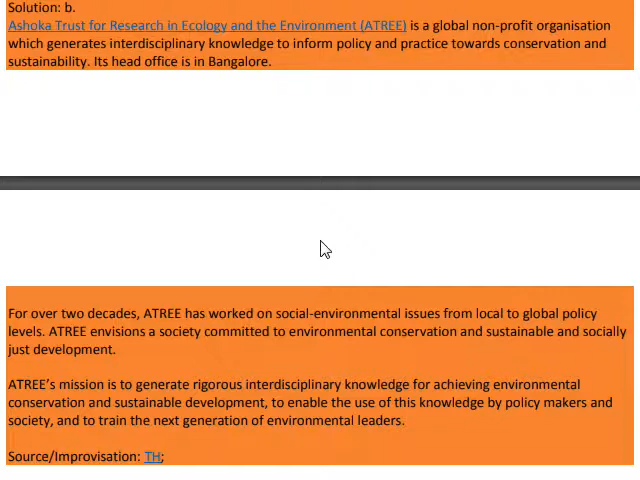 Solution: b.
Ashoka Trust for Research in Ecology and the Environment (ATREE) is a global non-profit organisation
which generates interdisciplinary knowledge to inform policy and practice towards conservation and
sustainability. Its head office is in Bangalore.
For over two decades, ATREE has worked on social-environmental issues from local to global policy
levels. ATREE envisions a society committed to environmental conservation and sustainable and socially
just development.
ATREE’s mission is to generate rigorous interdisciplinary knowledge for achieving environmental
conservation and sustainable development, to enable the use of this knowledge by policy makers and
society, and to train the next generation of environmental leaders.
Source/Improvisation: TH;